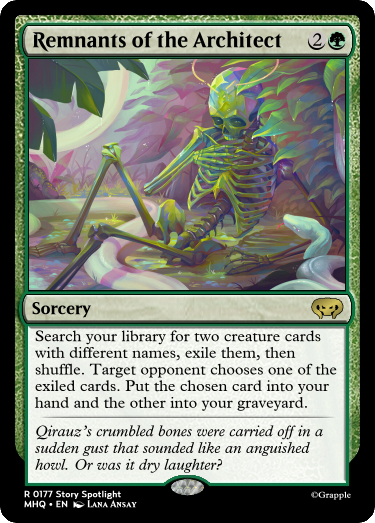 Remnants of the Architect 2
Sorcery
Search your library for two creature cards
with different names, exile them, then
shuffle. Target opponent chooses one of the
exiled cards. Put the chosen card into your
hand and the other into your graveyard.
Qirauz's crumbled bones were carried off in a
sudden gust that sounded like an anguished
howl. Or was it dry laughter?
R 0177 Story Spotlight
MHQ • EN Lana Ansay
©Grapple